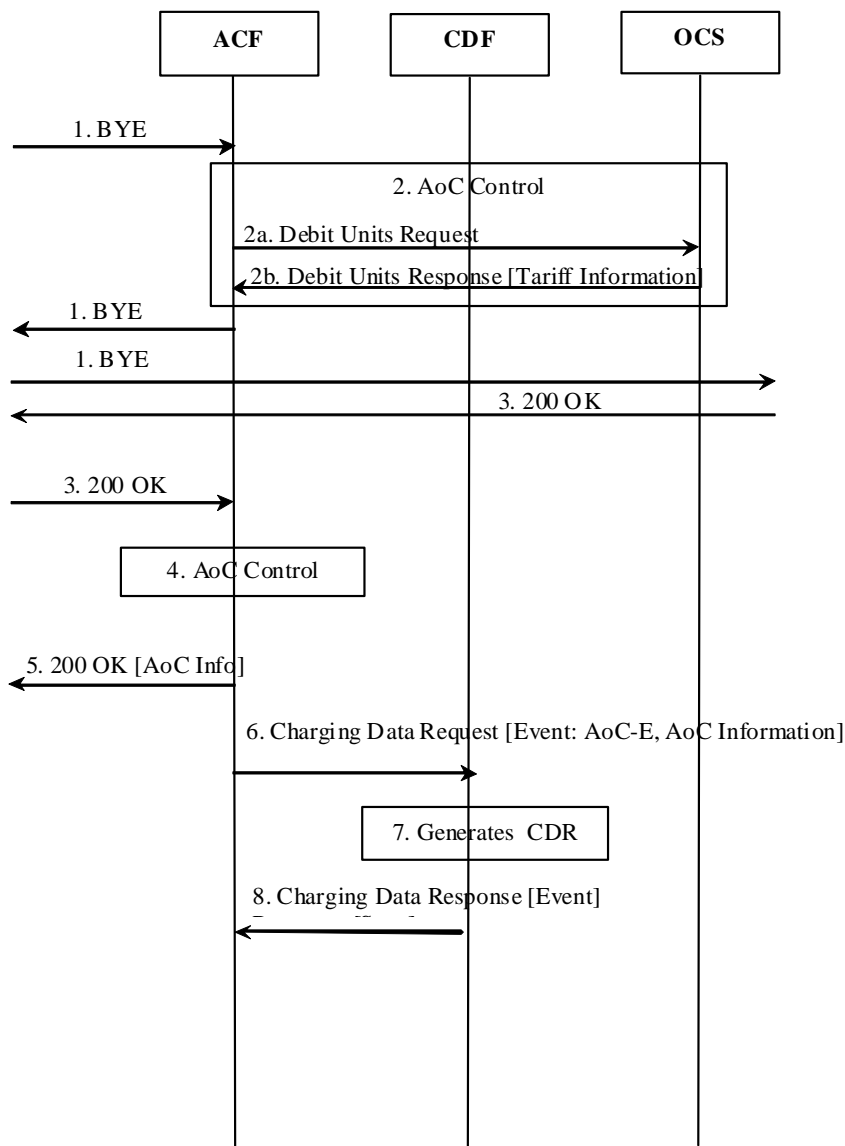 ACF
CDF
OCS
1. BYE
2. AoC Control
2a. Debit Units Request
2b. Debit Units Response [Tariff Information]
1. BYE
1. BYE
3. 200 OK
3. 200 OK
4. AoC Control
5. 200 OK [AoC Info]
6. Charging Data Request [Event: AoC-E, AoC Information]
7. Generates CDR
8. Charging Data Response [Event]